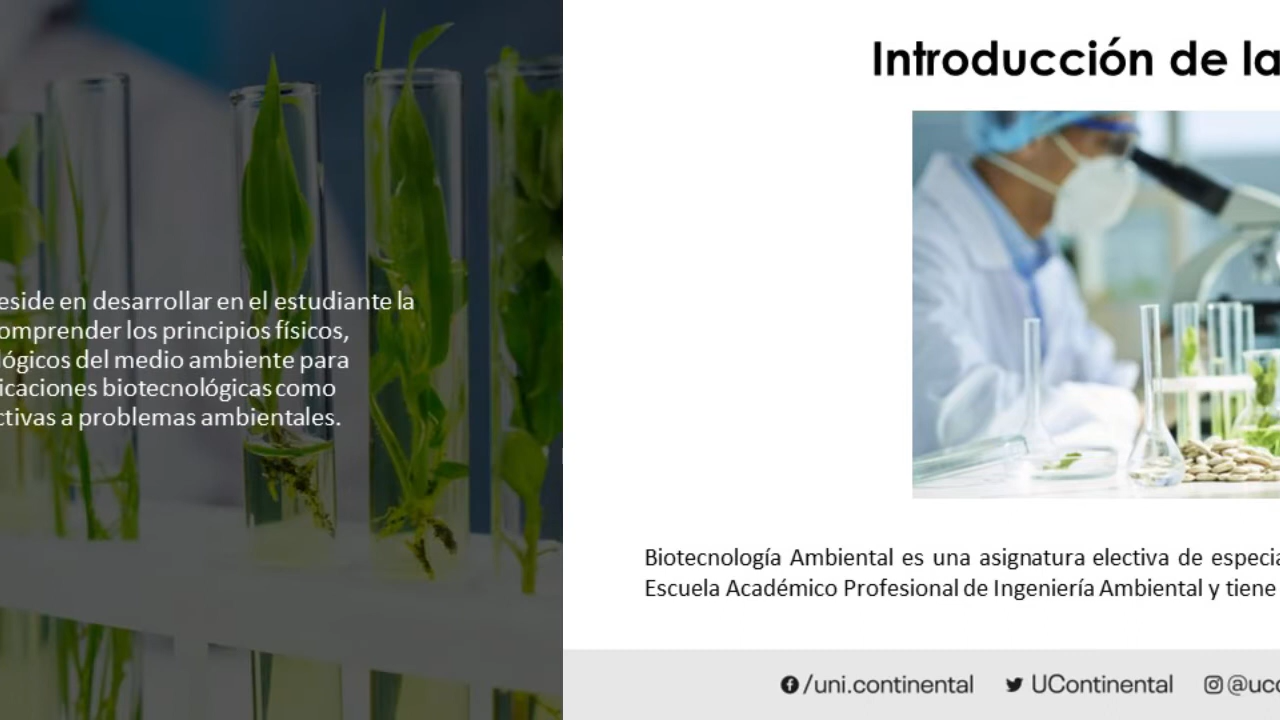 eside en desarrollar en el estudiante la
omprender los principios físicos,
lógicos del medio ambiente para
icaciones biotecnológicas como
ctivas a problemas ambientales.
Introducción de la
Biotecnología Ambiental es una asignatura electiva de especia
Escuela Académico Profesional de Ingeniería Ambiental y tiene
/uni.continental UContinental @uco